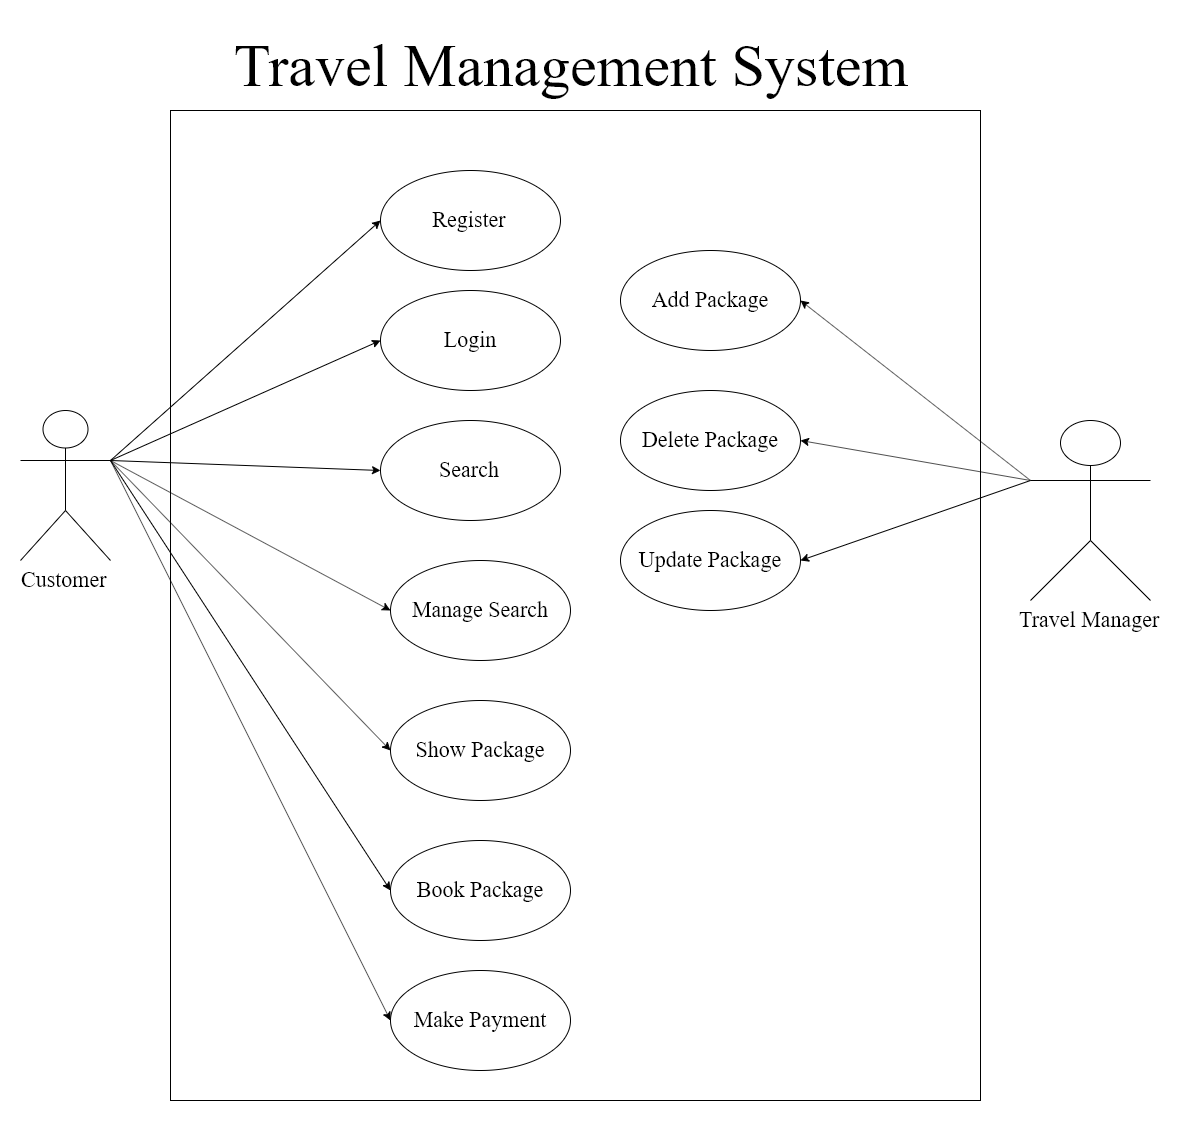 Travel Management System
Register
Login
Search
Manage Search
Show Package
Book Package
Make Payment
Add Package
Delete Package
Update Package
Customer
Travel Manager